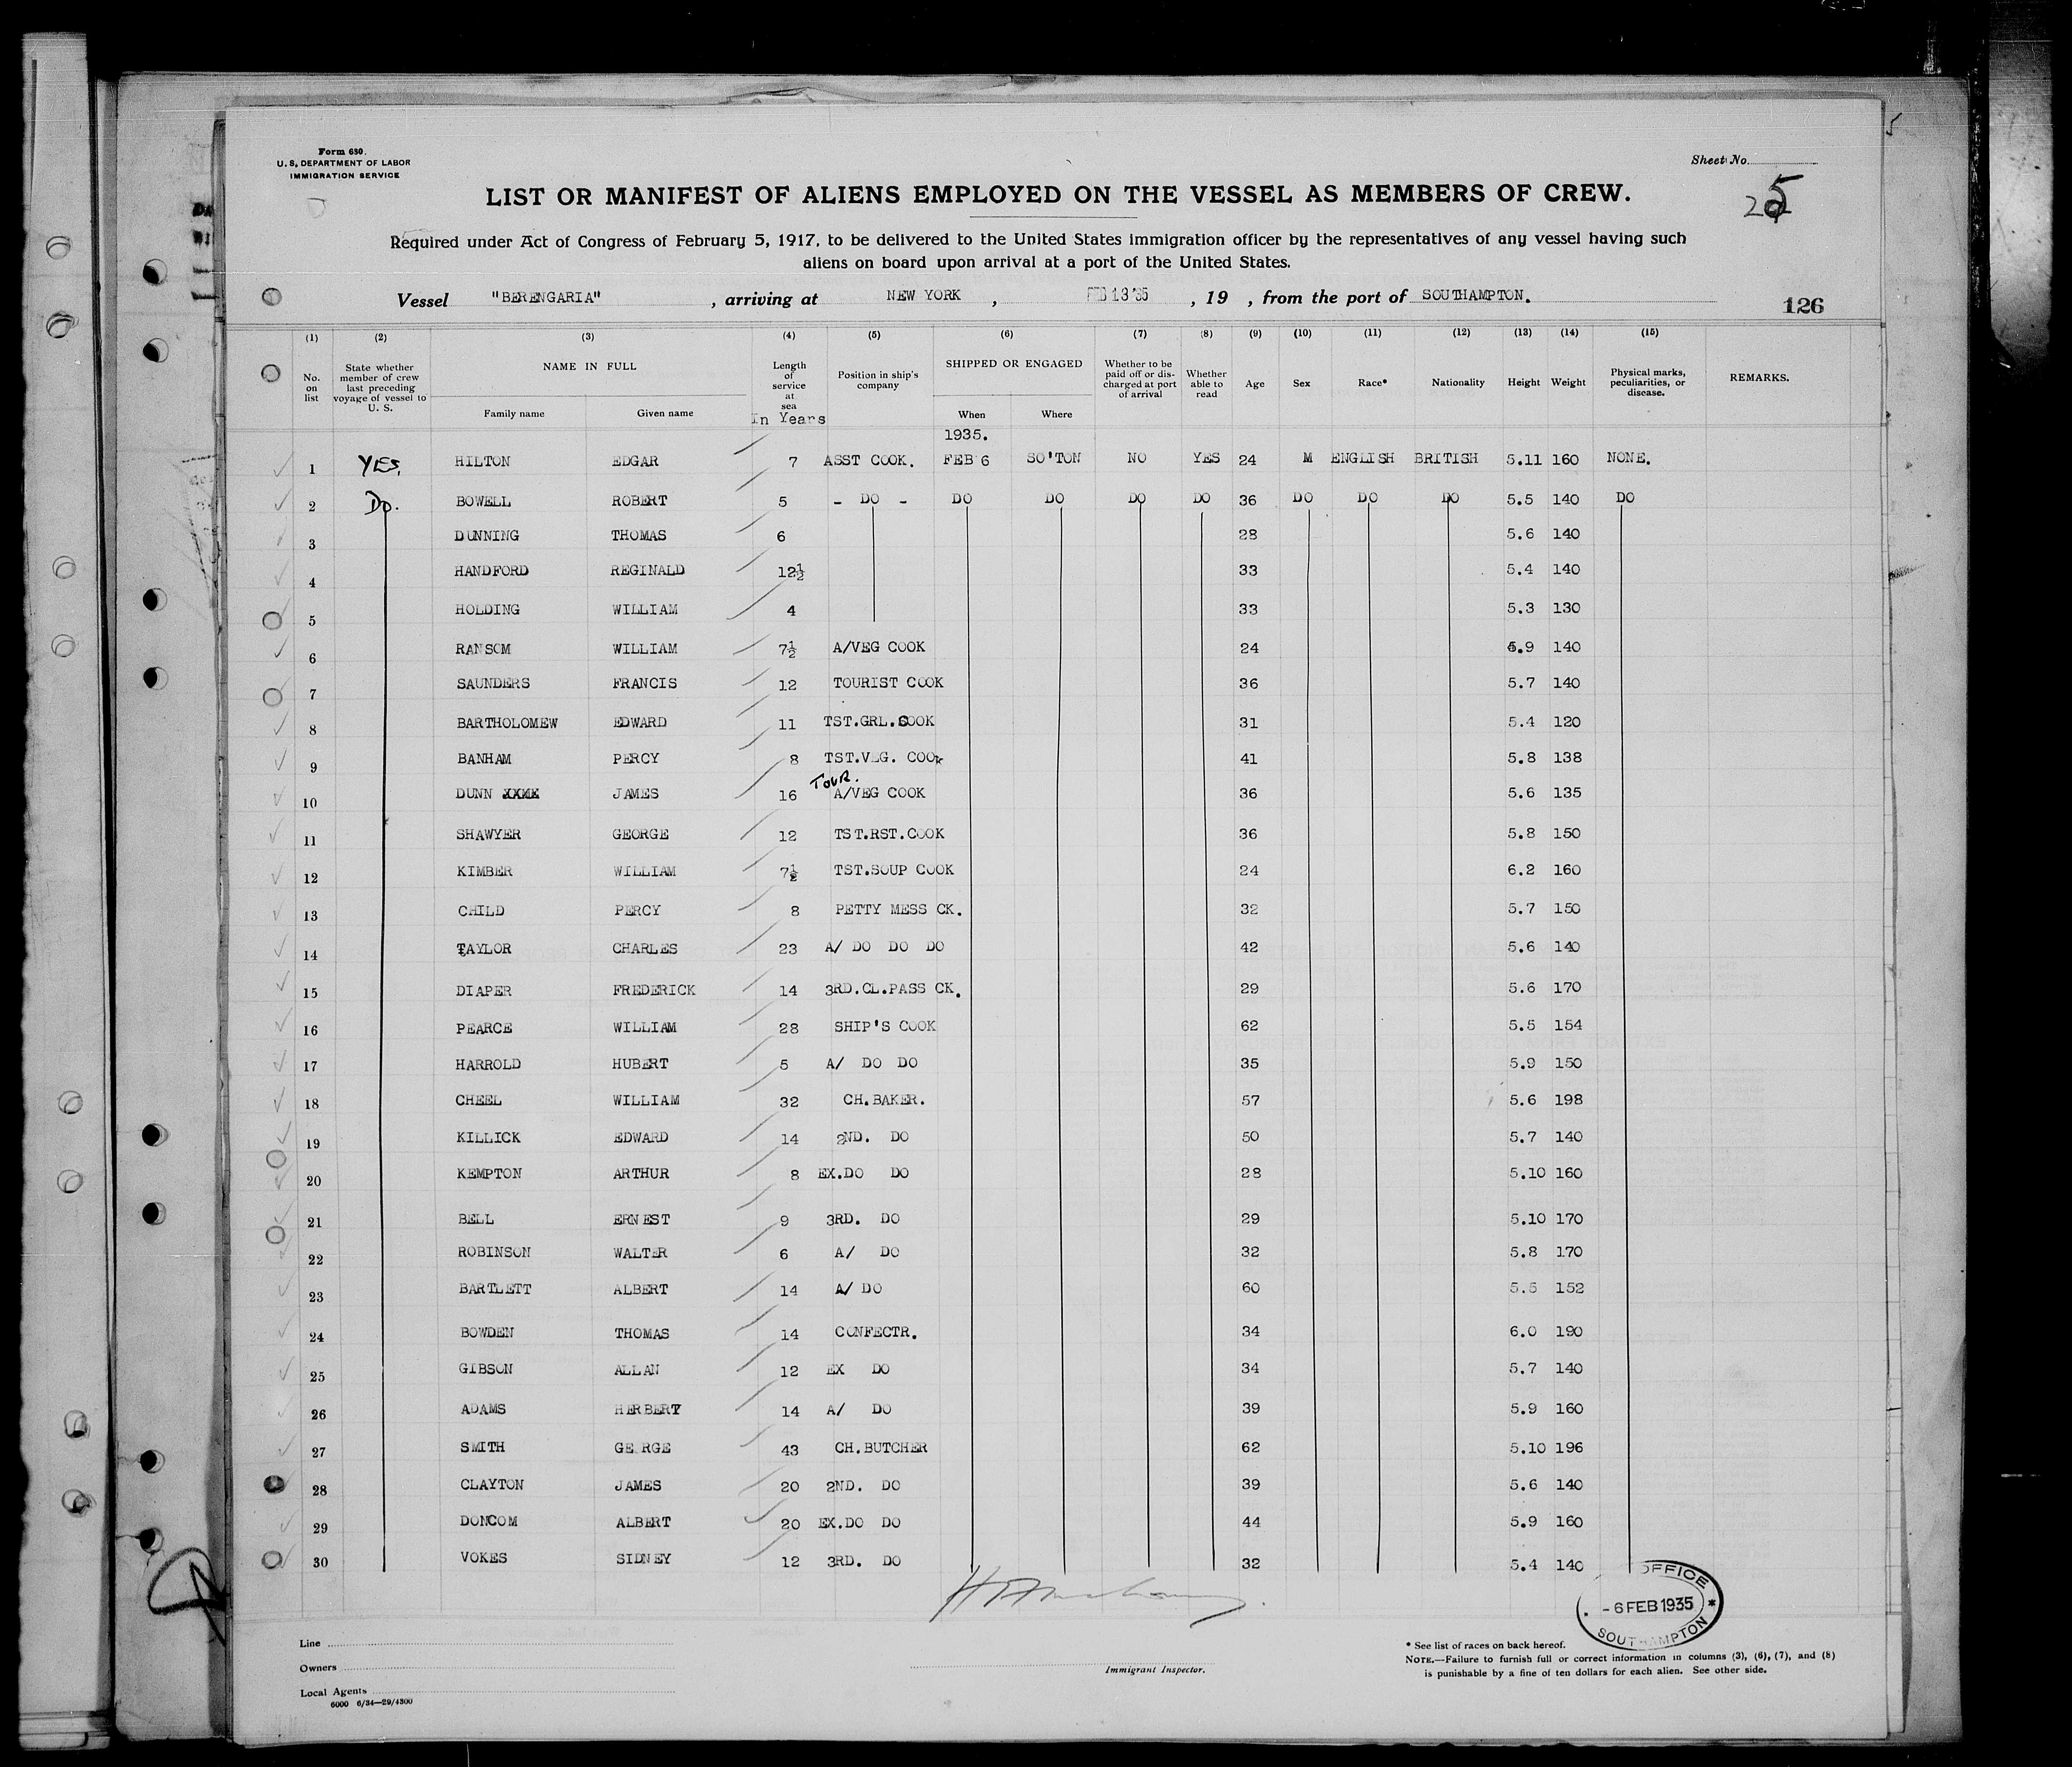 Form 680.
U. S. DEPARTMENT OF LABOR
IMMIGRATION SERVICE
Sheet No.
LIST OR MANIFEST OF ALIENS EMPLOYED ON THE VESSEL AS MEMBERS OF CREW.
Required under Act of Congress of February 5, 1917, to be delivered to the United States immigration officer by the representatives of any vessel having such
aliens on board upon arrival at a port of the United States.
Vessel "BERENGARIA" , arriving at NEW YORK , FEB 13 '35 , 19 , from the port of SOUTHAMPTON.
126
(1) (2) (3) (4) (5) (6) (7) (8) (9) (10) (11) (12) (13) (14) (15)
No. on list State whether member of crew last preceding voyage of vessel to U. S. NAME IN FULL Family name Given name Length of service at sea In Years Position in ship's company SHIPPED OR ENGAGED When Where Whether to be paid off or discharged at port of arrival Whether able to read Age Sex Race* Nationality Height Weight Physical marks, peculiarities, or disease. REMARKS.
1935.
1 YES. HILTON EDGAR 7 ASST COOK. FEB 6 SO'TON NO YES 24 M ENGLISH BRITISH 5.11 160 NONE.
2 Do. BOWELL ROBERT 5 - DO - DO DO DO DO 36 DO DO DO 5.5 140 DO
3 DUNNING THOMAS 6 28 5.6 140
4 HANDFORD REGINALD 12½ 33 5.4 140
5 HOLDING WILLIAM 4 33 5.3 130
6 RANSOM WILLIAM 7½ A/VEG COOK 24 5.9 140
7 SAUNDERS FRANCIS 12 TOURIST COOK 36 5.7 140
8 BARTHOLOMEW EDWARD 11 TST.GRL.COOK 31 5.4 120
9 BANHAM PERCY 8 TST.VEG. COOK 41 5.8 138
10 DUNN JAMES 16 TOUR. A/VEG COOK 36 5.6 135
11 SHAWYER GEORGE 12 TST.RST.COOK 36 5.8 150
12 KIMBER WILLIAM 7½ TST.SOUP COOK 24 6.2 160
13 CHILD PERCY 8 PETTY MESS CK. 32 5.7 150
14 TAYLOR CHARLES 23 A/ DO DO DO 42 5.6 140
15 DIAPER FREDERICK 14 3RD.CL.PASS CK. 29 5.6 170
16 PEARCE WILLIAM 28 SHIP'S COOK 62 5.5 154
17 HARROLD HUBERT 5 A/ DO DO 35 5.9 150
18 CHEEL WILLIAM 32 CH.BAKER. 57 5.6 198
19 KILLICK EDWARD 14 2ND. DO 50 5.7 140
20 KEMPTON ARTHUR 8 EX.DO DO 28 5.10 160
21 BELL ERNEST 9 3RD. DO 29 5.10 170
22 ROBINSON WALTER 6 A/ DO 32 5.8 170
23 BARTLETT ALBERT 14 A/ DO 60 5.5 152
24 BOWDEN THOMAS 14 CONFECTR. 34 6.0 190
25 GIBSON ALLAN 12 EX DO 34 5.7 140
26 ADAMS HERBERT 14 A/ DO 39 5.9 160
27 SMITH GEORGE 43 CH.BUTCHER 62 5.10 196
28 CLAYTON JAMES 20 2ND. DO 39 5.6 140
29 DONCOM ALBERT 20 EX.DO DO 44 5.9 160
30 VOKES SIDNEY 12 3RD. DO 32 5.4 140
OFFICE
- 6 FEB 1935 *
SOUTHAMPTON
Line
Owners
Local Agents
6000 6/34—29/4300
Immigrant Inspector.
* See list of races on back hereof.
NOTE.—Failure to furnish full or correct information in columns (3), (6), (7), and (8)
is punishable by a fine of ten dollars for each alien. See other side.